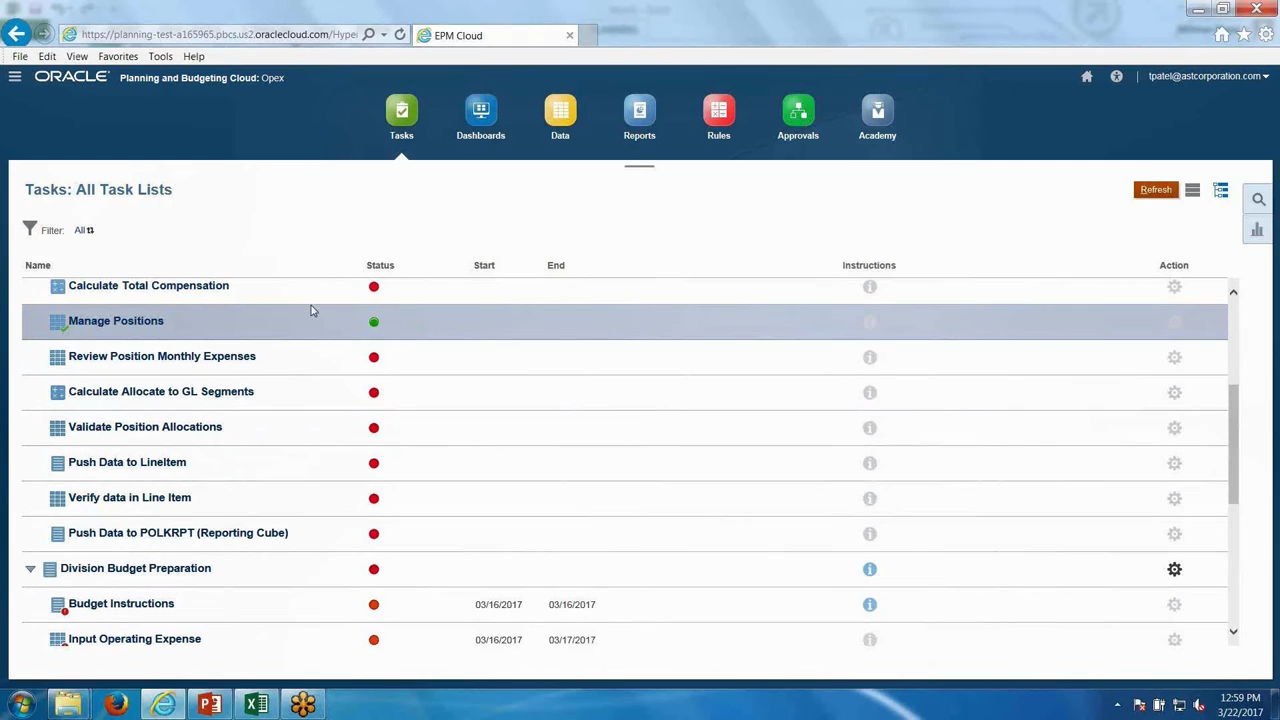 https://planning-test-a165965.pbcs.us2.oraclecloud.com/Hyperi
EPM Cloud
File Edit View Favorites Tools Help
ORACLE Planning and Budgeting Cloud: Opex
tpatel@astcorporation.com
Tasks Dashboards Data Reports Rules Approvals Academy
Tasks: All Task Lists
Refresh
Filter: All
Name Status Start End Instructions Action
Calculate Total Compensation
Manage Positions
Review Position Monthly Expenses
Calculate Allocate to GL Segments
Validate Position Allocations
Push Data to LineItem
Verify data in Line Item
Push Data to POLKRPT (Reporting Cube)
Division Budget Preparation
Budget Instructions 03/16/2017 03/16/2017
Input Operating Expense 03/16/2017 03/17/2017
12:59 PM
3/22/2017